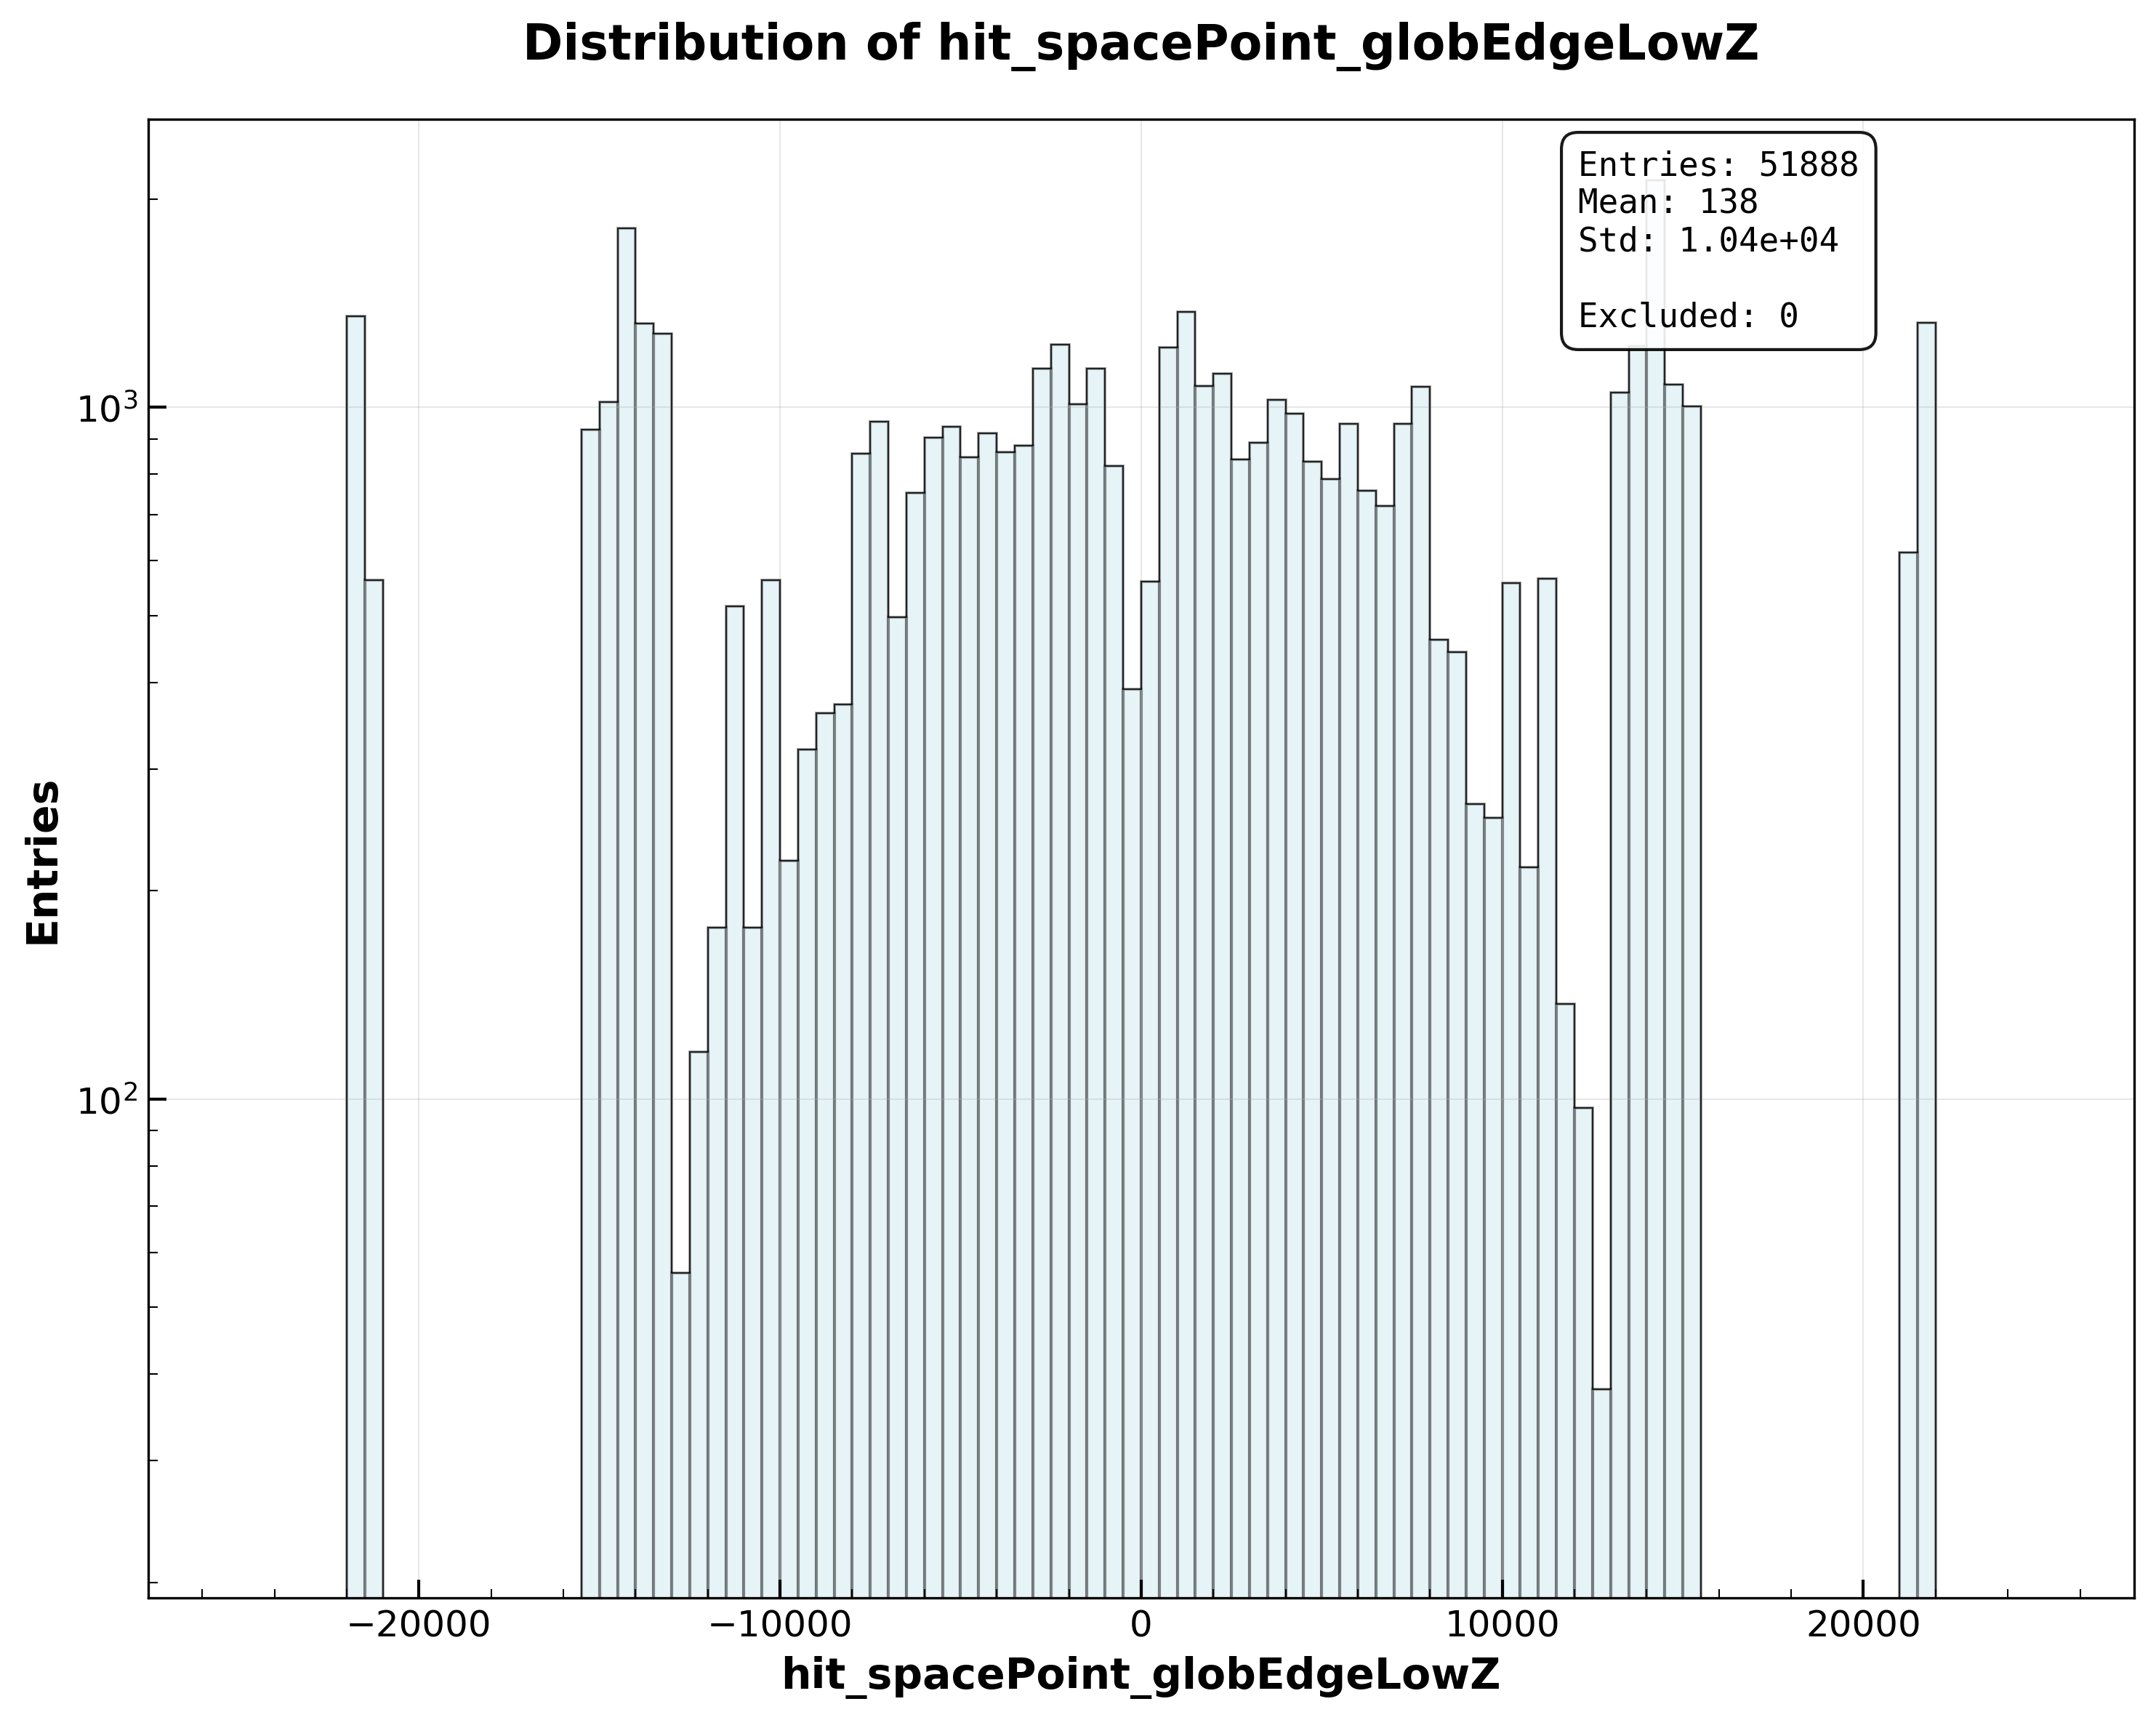 Distribution of hit_spacePoint_globEdgeLowZ
Entries: 51888
Mean: 138
Std: 1.04e+04
Excluded: 0
10³
10²
Entries
−20000
−10000
0
10000
20000
hit_spacePoint_globEdgeLowZ